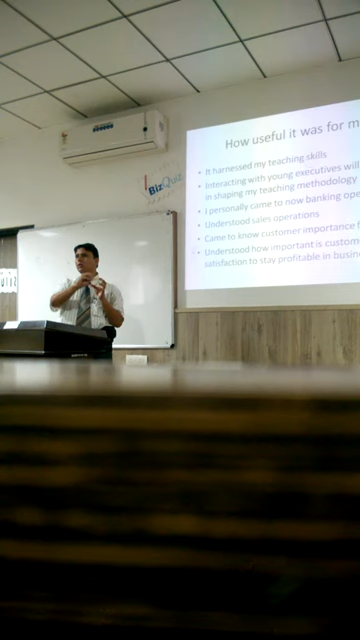 How useful it was for m
• It harnessed my teaching skills
• Interacting with young executives will
in shaping my teaching methodology
• I personally came to now banking ope
• Understood sales operations
• Came to know customer importance f
• Understood how important is custom
satisfaction to stay profitable in busin
BizQuiz